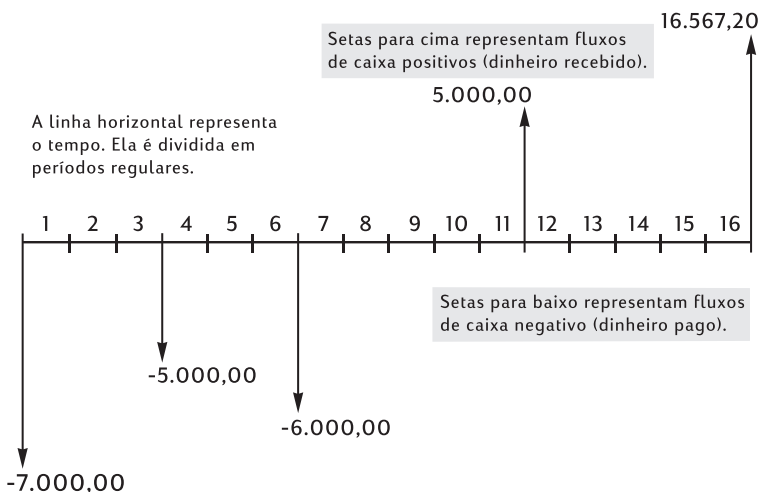 16.567,20
Setas para cima representam fluxos
de caixa positivos (dinheiro recebido).
5.000,00
A linha horizontal representa
o tempo. Ela é dividida em
períodos regulares.
1 2 3 4 5 6 7 8 9 10 11 12 13 14 15 16
Setas para baixo representam fluxos
de caixa negativo (dinheiro pago).
-5.000,00
-6.000,00
-7.000,00